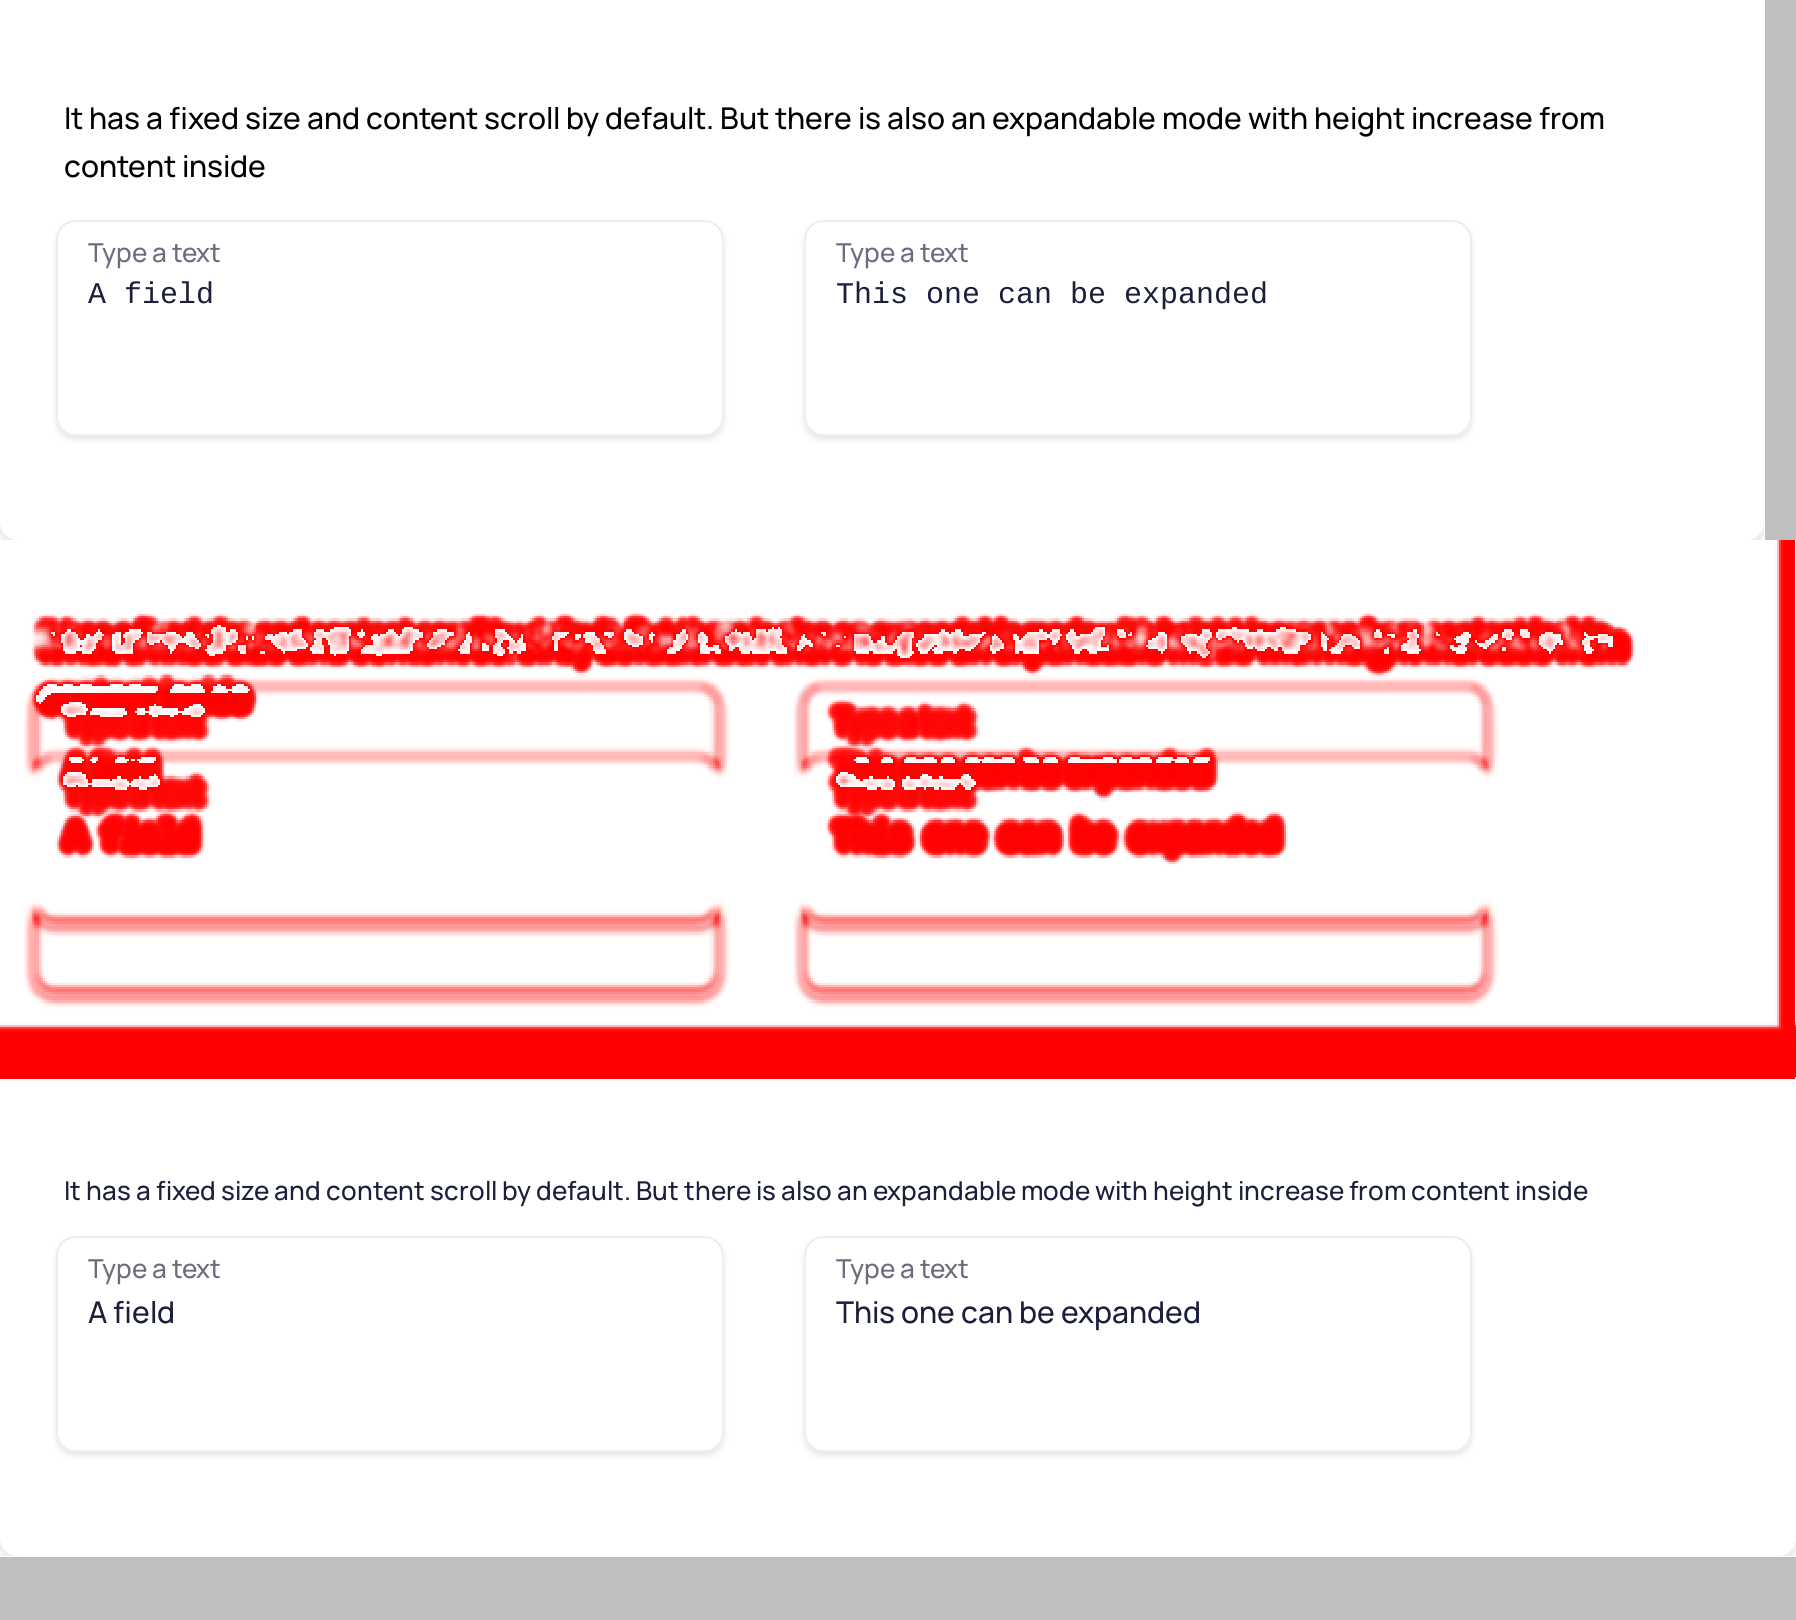 It has a fixed size and content scroll by default. But there is also an expandable mode with height increase from
content inside
Type a text
A field
Type a text
This one can be expanded
A field
This one can be expanded
It has a fixed size and content scroll by default. But there is also an expandable mode with height increase from content inside
Type a text
A field
Type a text
This one can be expanded